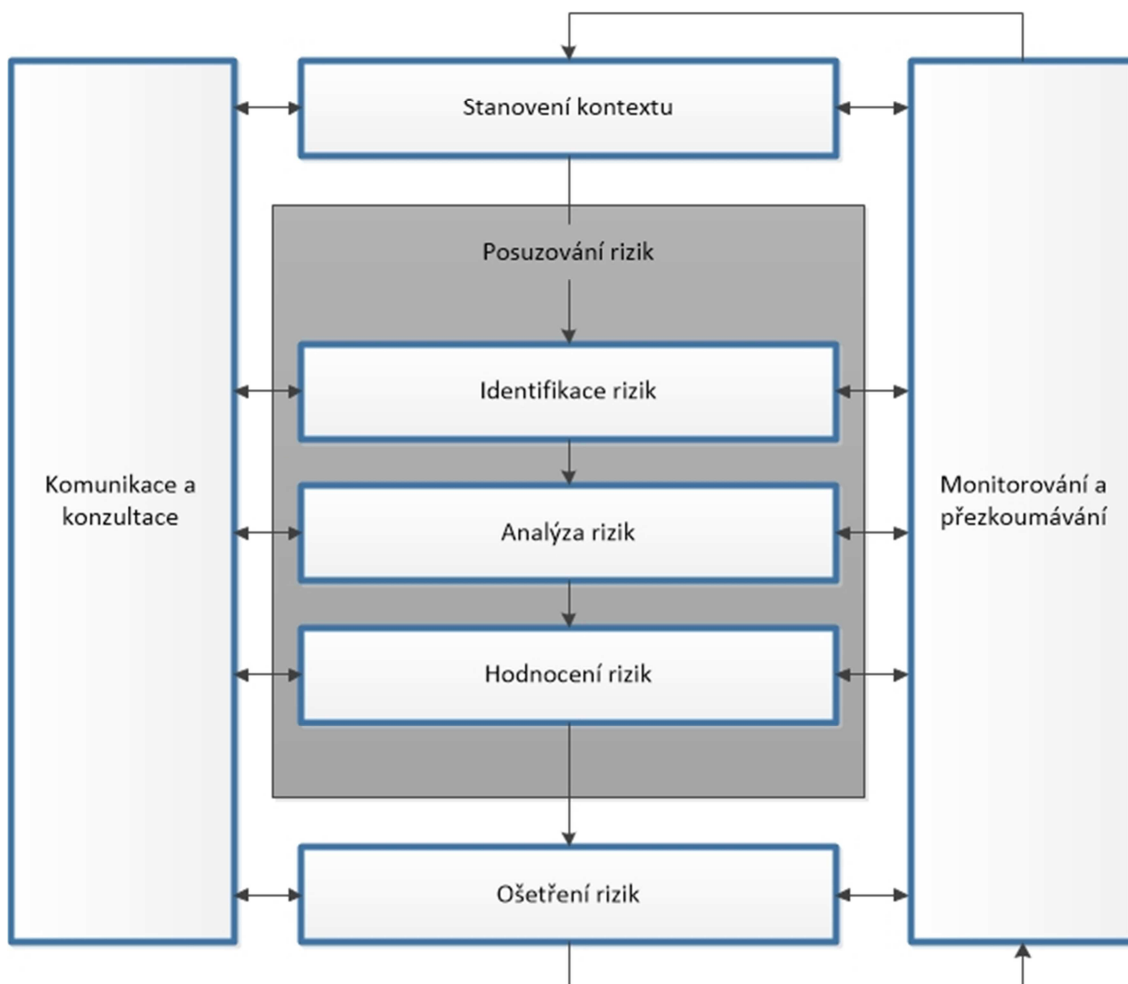 Stanovení kontextu
Posuzování rizik
Identifikace rizik
Komunikace a
konzultace
Monitorování a
přezkoumávání
Analýza rizik
Hodnocení rizik
Ošetření rizik